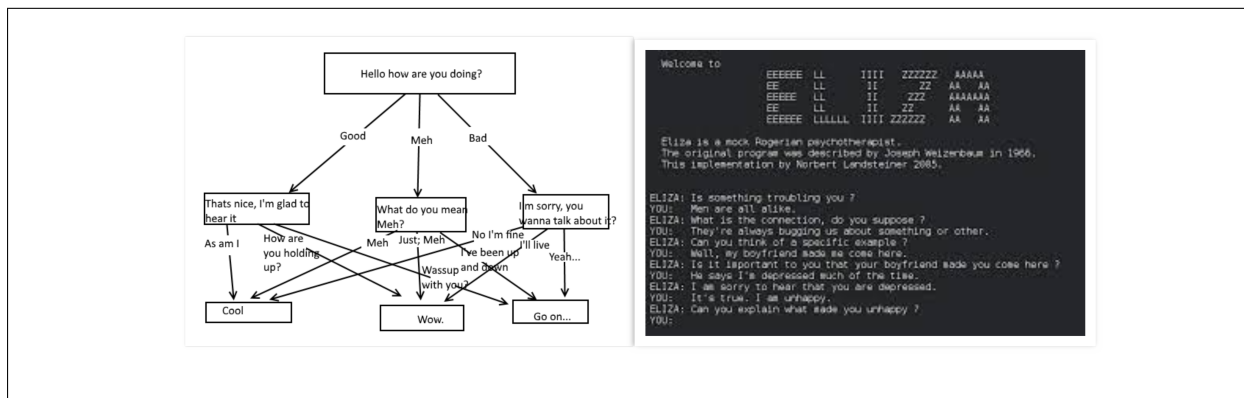 Hello how are you doing?
Good
Meh
Bad
Thats nice, I'm glad to
hear it
What do you mean
Meh?
I'm sorry, you
wanna talk about it?
As am I
How are
you holding
up?
Meh
Just; Meh
No I'm fine
I'll live
I've been up
and down
Yeah...
Wassup
with you?
Cool
Wow.
Go on...
Welcome to
EEEEEE LL IIII ZZZZZZ AAAAA
EE LL II ZZ AA AA
EEEEE LL II ZZZ AAAAAAA
EE LL II ZZ AA AA
EEEEEE LLLLLL IIII ZZZZZZ AA AA
Eliza is a mock Rogerian psychotherapist.
The original program was described by Joseph Weizenbaum in 1966.
This implementation by Norbert Landsteiner 2005.
ELIZA: Is something troubling you ?
YOU: Men are all alike.
ELIZA: What is the connection, do you suppose ?
YOU: They're always bugging us about something or other.
ELIZA: Can you think of a specific example ?
YOU: Well, my boyfriend made me come here.
ELIZA: Is it important to you that your boyfriend made you come here ?
YOU: He says I'm depressed much of the time.
ELIZA: I am sorry to hear that you are depressed.
YOU: It's true. I am unhappy.
ELIZA: Can you explain what made you unhappy ?
YOU: